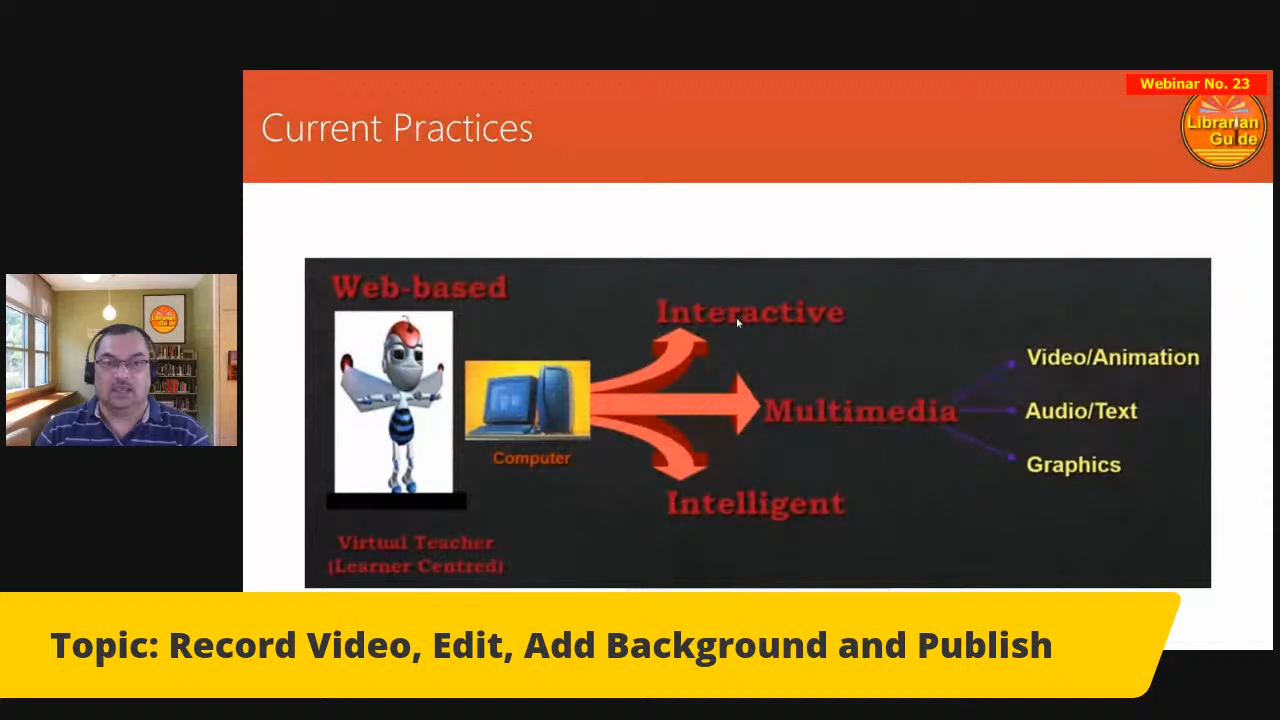 Webinar No. 23
Current Practices
Librarian
Guide
Web-based
Interactive
Video/Animation
Multimedia
Audio/Text
Computer
Graphics
Intelligent
Virtual Teacher
(Learner Centred)
Topic: Record Video, Edit, Add Background and Publish